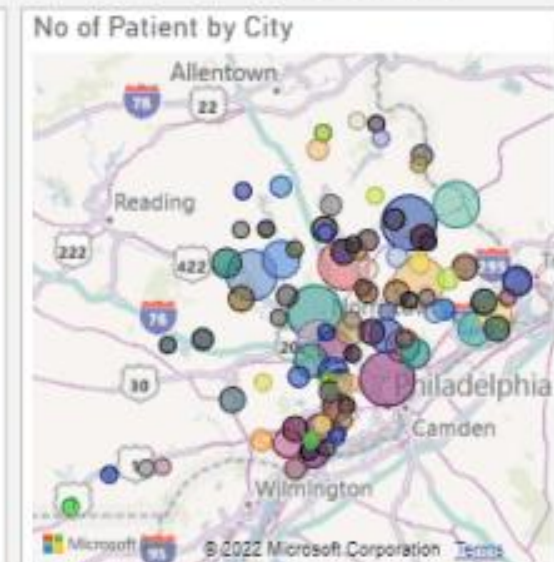 No of Patient by City
Allentown
78
22
Reading
222
422
76
30
Philadelphia
Camden
Wilmington
Microsoft
95
© 2022 Microsoft Corporation Terms